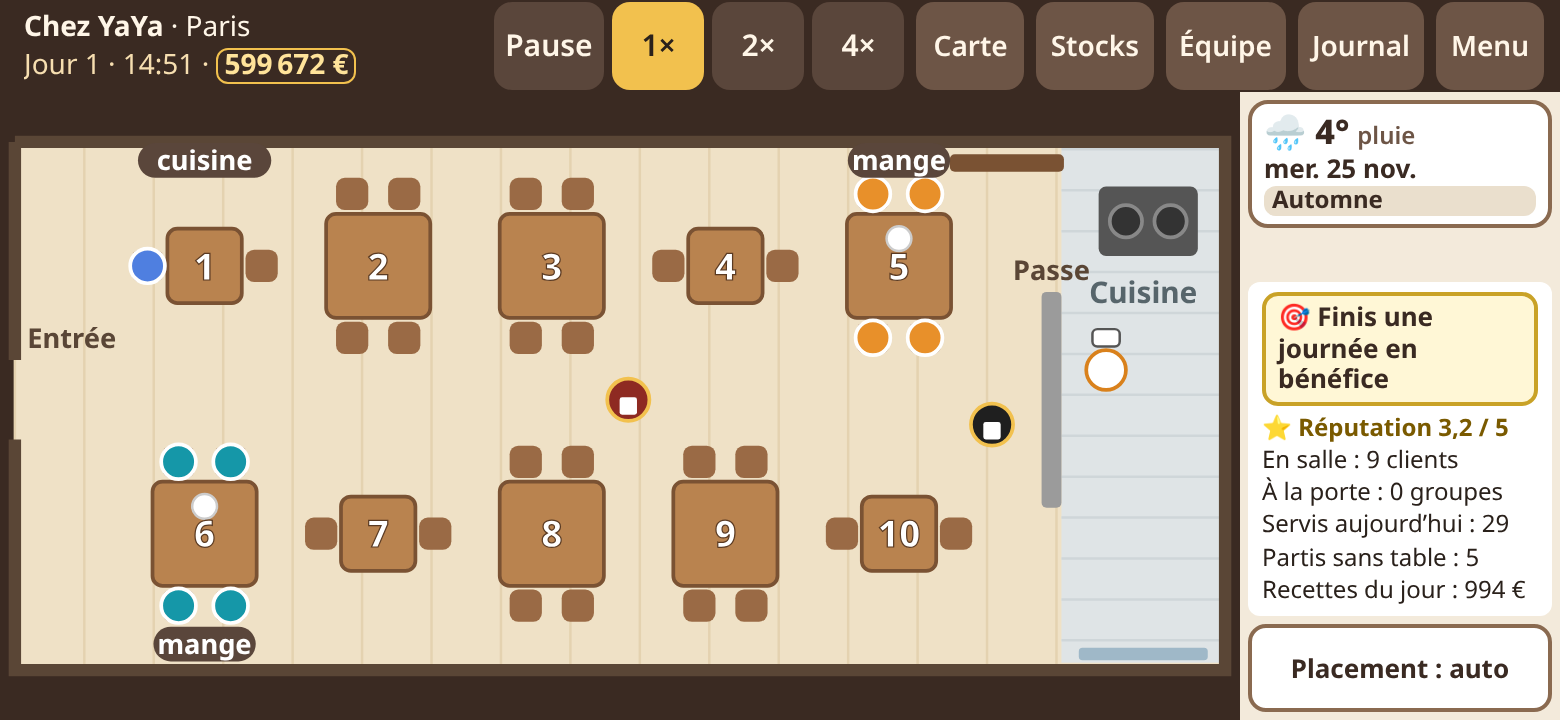 Chez YaYa · Paris
Jour 1 · 14:51 · 599 672 €
Pause
1×
2×
4×
Carte
Stocks
Équipe
Journal
Menu
cuisine
mange
1
2
3
4
5
Passe
Cuisine
Entrée
6
7
8
9
10
mange
4° pluie
mer. 25 nov.
Automne
Finis une
journée en
bénéfice
Réputation 3,2 / 5
En salle : 9 clients
À la porte : 0 groupes
Servis aujourd’hui : 29
Partis sans table : 5
Recettes du jour : 994 €
Placement : auto